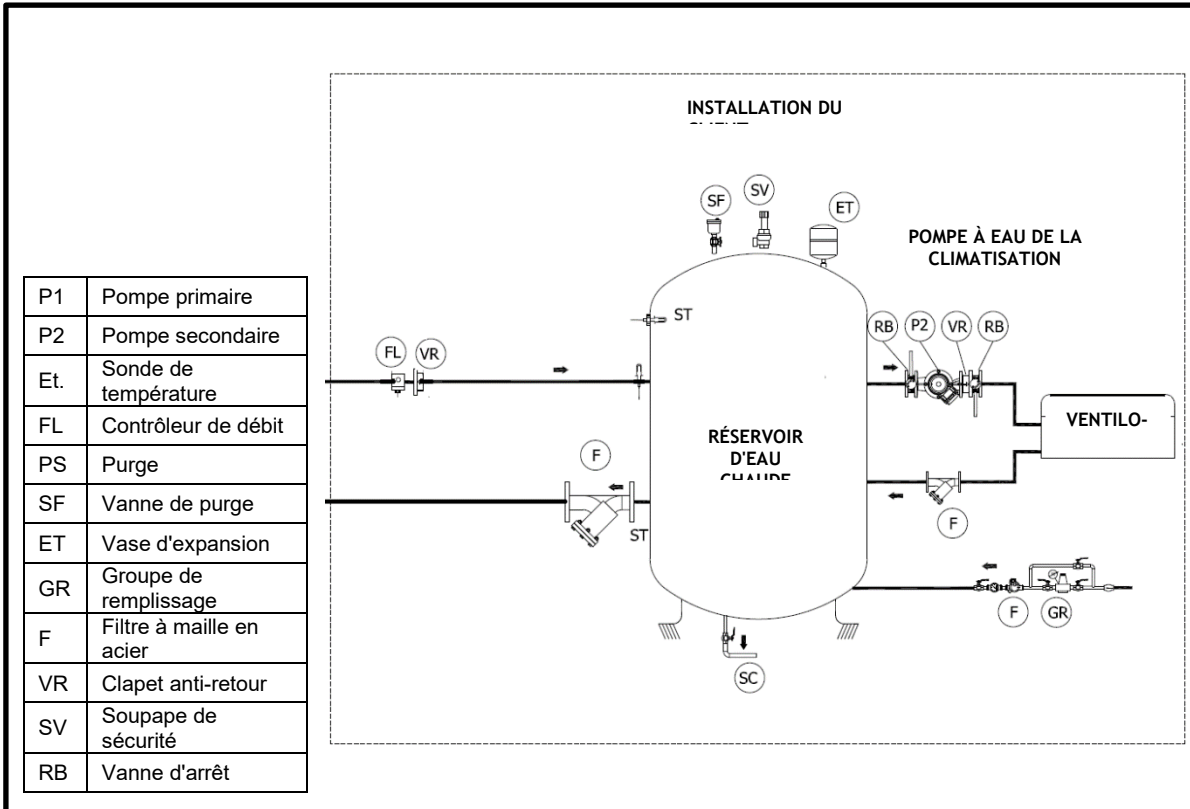 INSTALLATION DU
SF
SV
ET
POMPE À EAU DE LA
CLIMATISATION
ST
FL
VR
RB
P2
VR
RB
VENTILO-
RÉSERVOIR
D'EAU
CHAUDE
F
ST
F
F
GR
SC
P1 Pompe primaire
P2 Pompe secondaire
Et. Sonde de
température
FL Contrôleur de débit
PS Purge
SF Vanne de purge
ET Vase d'expansion
GR Groupe de
remplissage
F Filtre à maille en
acier
VR Clapet anti-retour
SV Soupape de
sécurité
RB Vanne d'arrêt